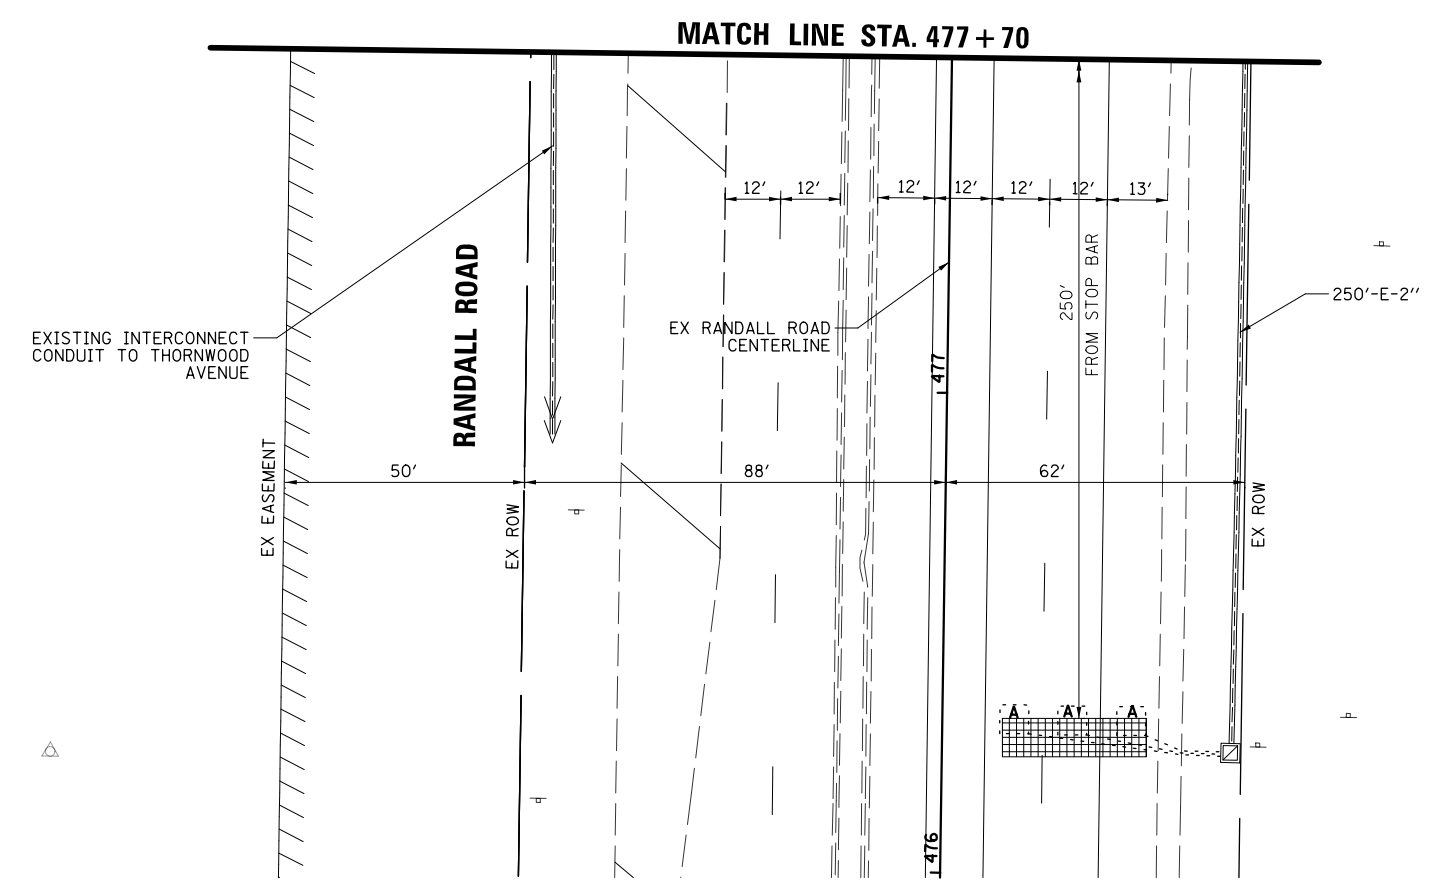 MATCH LINE STA. 477+70
12' 12' 12' 12' 12' 12' 13'
RANDALL ROAD
250'
FROM STOP BAR
250'-E-2''
EXISTING INTERCONNECT
CONDUIT TO THORNWOOD
AVENUE
EX RANDALL ROAD
CENTERLINE
477
50' 88' 62'
EX EASEMENT
EX ROW
EX ROW
A A A
476